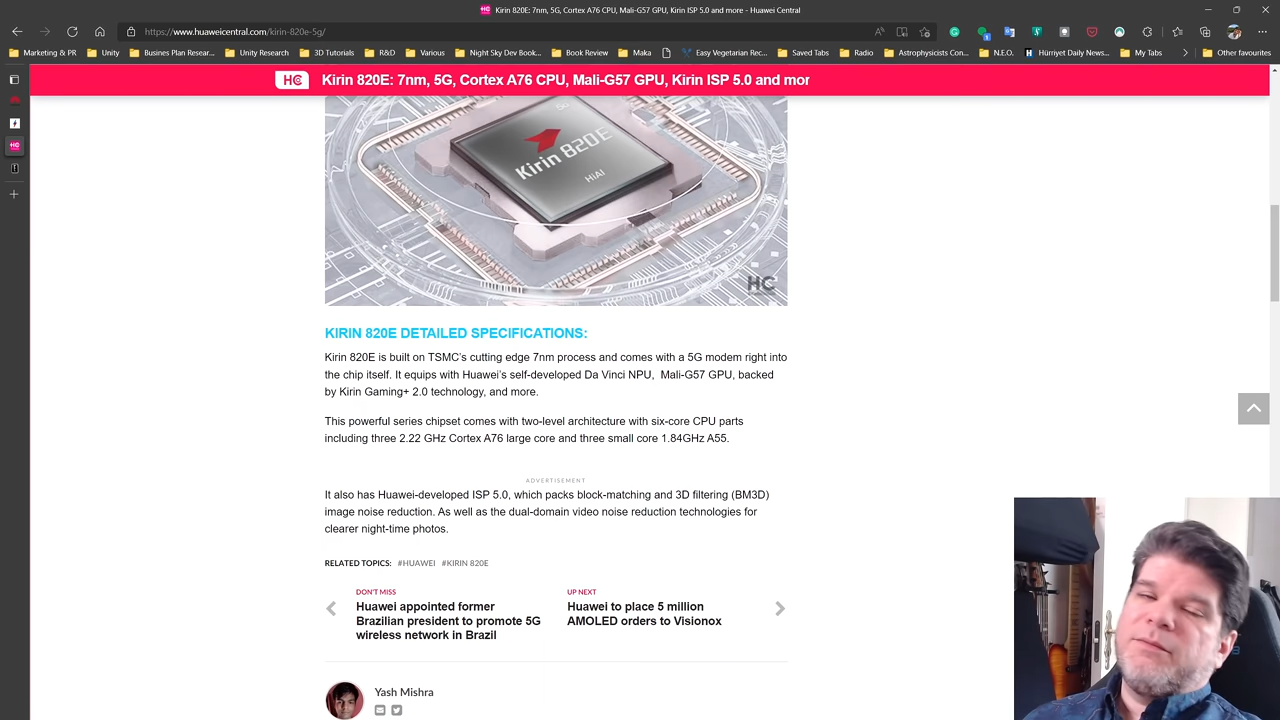 Kirin 820E: 7nm, 5G, Cortex A76 CPU, Mali-G57 GPU, Kirin ISP 5.0 and more - Huawei Central
https://www.huaweicentral.com/kirin-820e-5g/
Marketing & PR
Unity
Busines Plan Resear...
Unity Research
3D Tutorials
R&D
Various
Night Sky Dev Book...
Book Review
Maka
Easy Vegetarian Rec...
Saved Tabs
Radio
Astrophysicists Con...
N.E.O.
Hürriyet Daily News...
My Tabs
Other favourites
HC Kirin 820E: 7nm, 5G, Cortex A76 CPU, Mali-G57 GPU, Kirin ISP 5.0 and mor
5G
Kirin 820E
HiAI
HC
KIRIN 820E DETAILED SPECIFICATIONS:
Kirin 820E is built on TSMC's cutting edge 7nm process and comes with a 5G modem right into
the chip itself. It equips with Huawei's self-developed Da Vinci NPU, Mali-G57 GPU, backed
by Kirin Gaming+ 2.0 technology, and more.
This powerful series chipset comes with two-level architecture with six-core CPU parts
including three 2.22 GHz Cortex A76 large core and three small core 1.84GHz A55.
ADVERTISEMENT
It also has Huawei-developed ISP 5.0, which packs block-matching and 3D filtering (BM3D)
image noise reduction. As well as the dual-domain video noise reduction technologies for
clearer night-time photos.
RELATED TOPICS: #HUAWEI #KIRIN 820E
DON'T MISS
Huawei appointed former
Brazilian president to promote 5G
wireless network in Brazil
UP NEXT
Huawei to place 5 million
AMOLED orders to Visionox
Yash Mishra